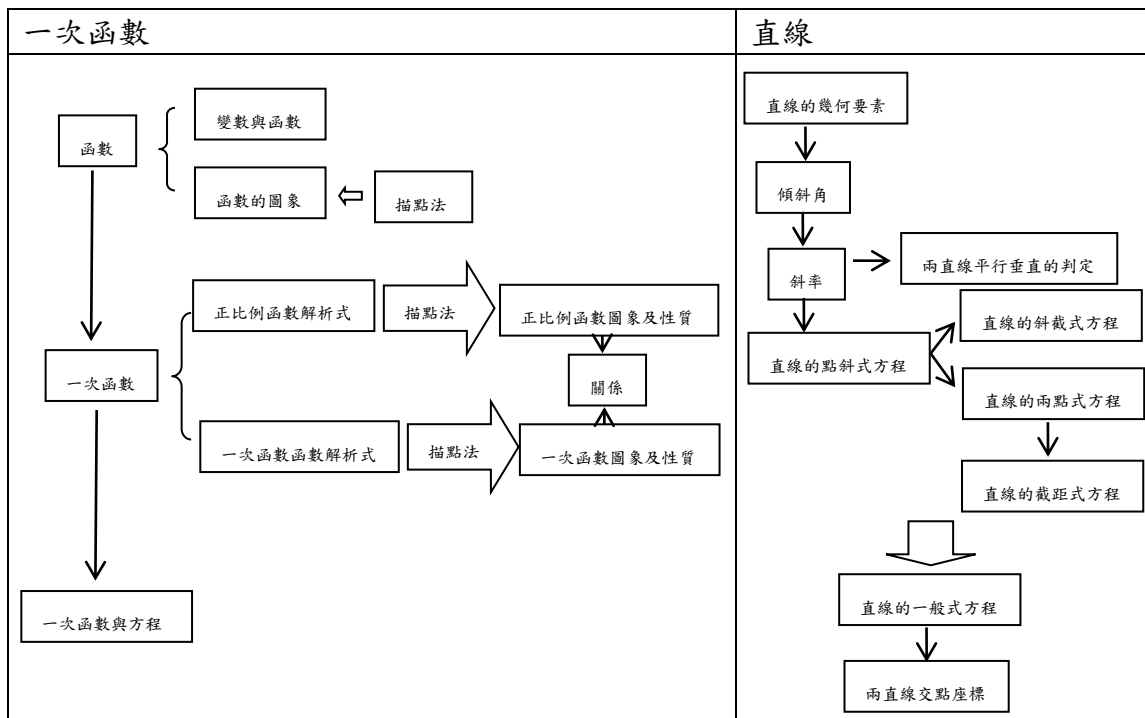 一次函數
直線
變數與函數
函數
函數的圖象
描點法
正比例函數解析式
描點法
正比例函數圖象及性質
一次函數
關係
一次函數函數解析式
描點法
一次函數圖象及性質
一次函數與方程
直線的幾何要素
傾斜角
斜率
兩直線平行垂直的判定
直線的斜截式方程
直線的點斜式方程
直線的兩點式方程
直線的截距式方程
直線的一般式方程
兩直線交點座標